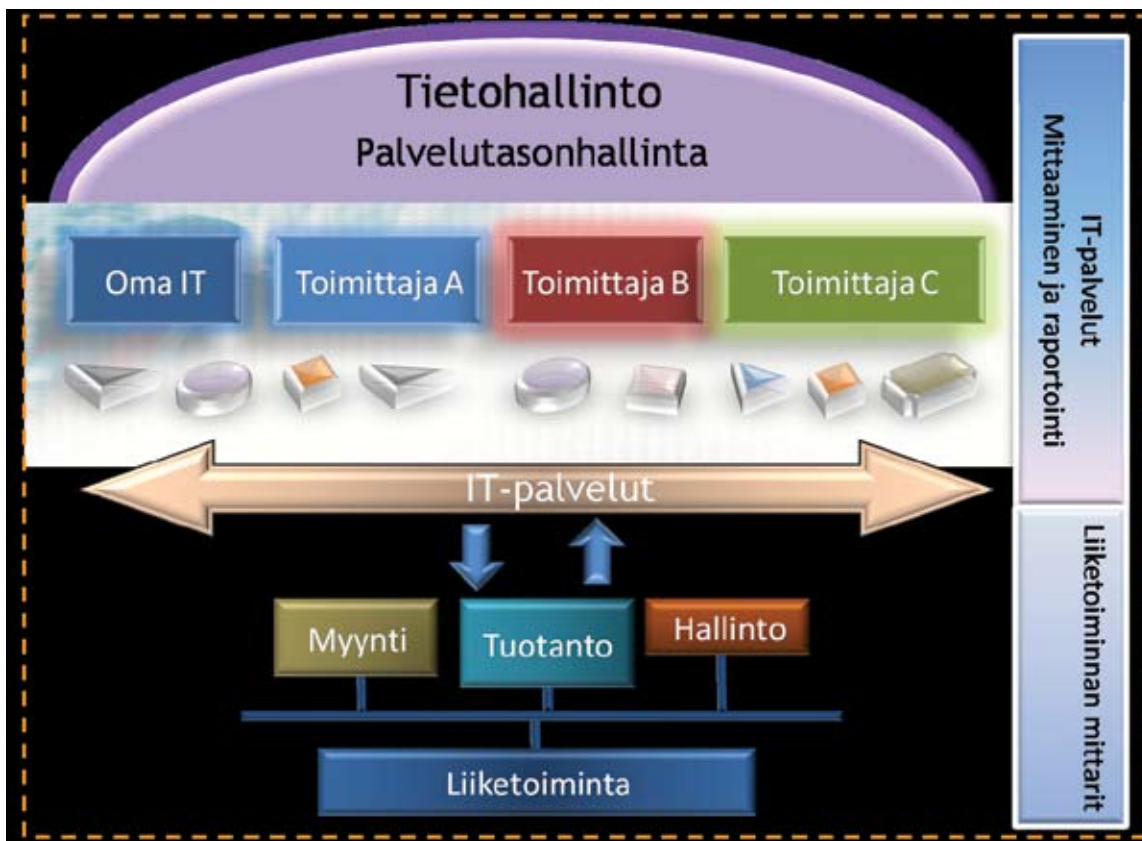 Tietohallinto
Palvelutasonhallinta
Oma IT
Toimittaja A
Toimittaja B
Toimittaja C
IT-palvelut
Myynti
Tuotanto
Hallinto
Liiketoiminta
IT-palvelut
Mittaaminen ja raportointi
Liiketoiminnan mittarit